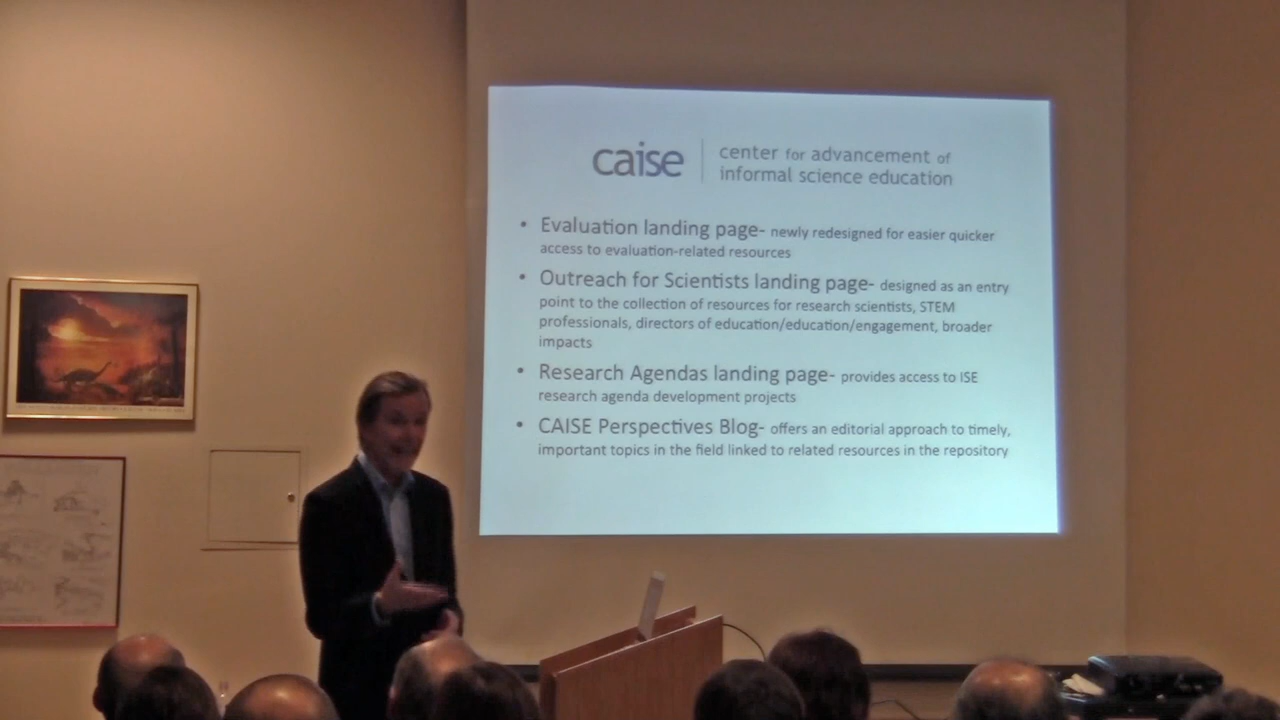 caise
center for advancement of
informal science education
• Evaluation landing page- newly redesigned for easier quicker
access to evaluation-related resources
• Outreach for Scientists landing page- designed as an entry
point to the collection of resources for research scientists, STEM
professionals, directors of education/education/engagement, broader
impacts
• Research Agendas landing page- provides access to ISE
research agenda development projects
• CAISE Perspectives Blog- offers an editorial approach to timely,
important topics in the field linked to related resources in the repository